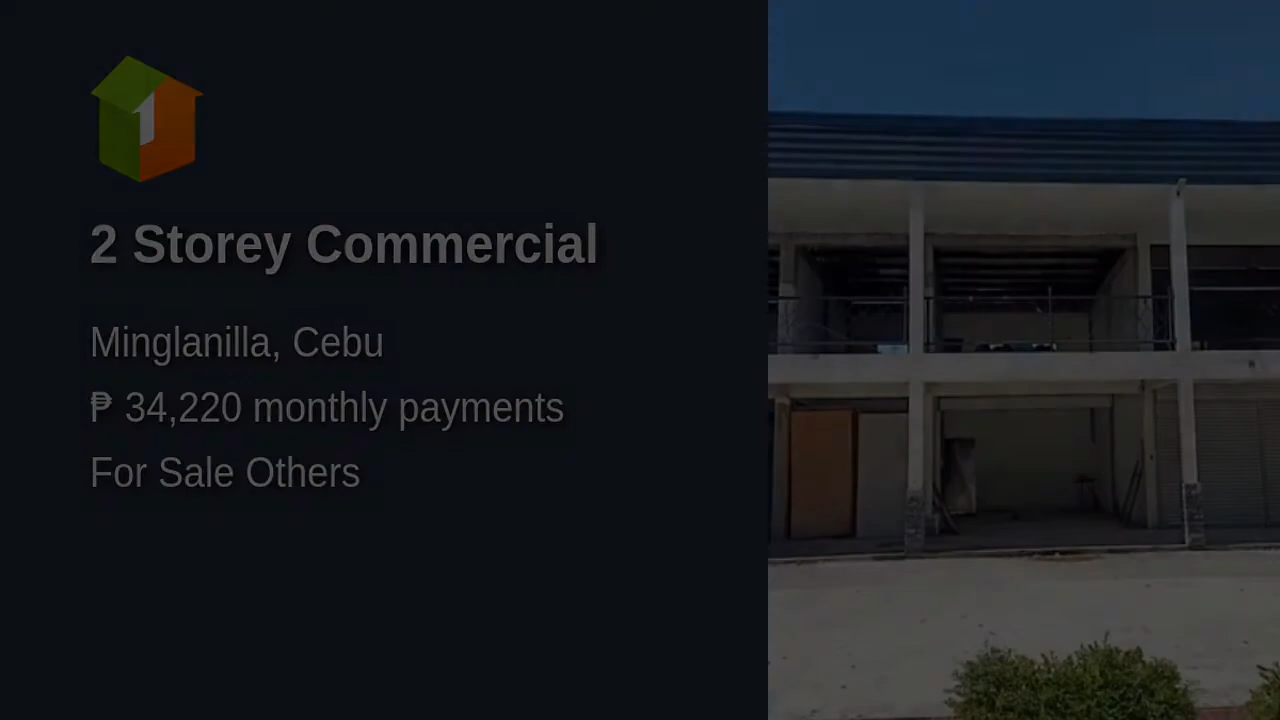 2 Storey Commercial
Minglanilla, Cebu
₱ 34,220 monthly payments
For Sale Others